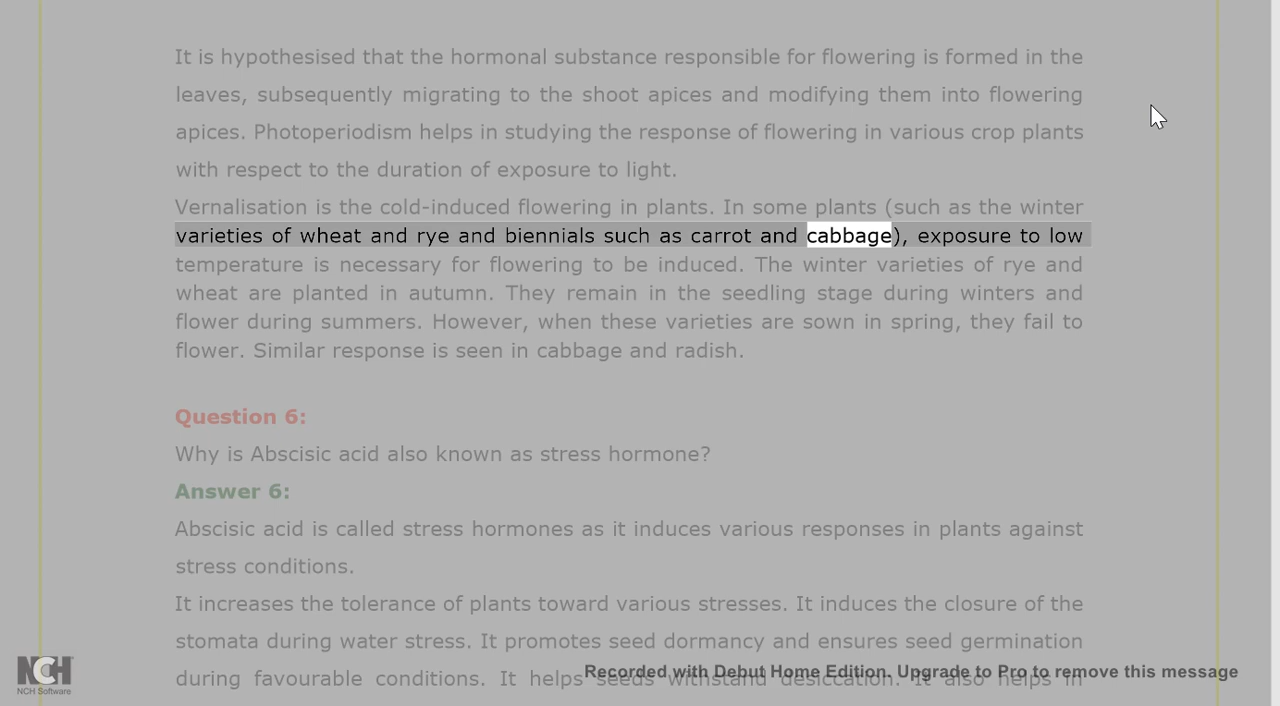 It is hypothesised that the hormonal substance responsible for flowering is formed in the
leaves, subsequently migrating to the shoot apices and modifying them into flowering
apices. Photoperiodism helps in studying the response of flowering in various crop plants
with respect to the duration of exposure to light.
Vernalisation is the cold-induced flowering in plants. In some plants (such as the winter
varieties of wheat and rye and biennials such as carrot and cabbage), exposure to low
temperature is necessary for flowering to be induced. The winter varieties of rye and
wheat are planted in autumn. They remain in the seedling stage during winters and
flower during summers. However, when these varieties are sown in spring, they fail to
flower. Similar response is seen in cabbage and radish.
Question 6:
Why is Abscisic acid also known as stress hormone?
Answer 6:
Abscisic acid is called stress hormones as it induces various responses in plants against
stress conditions.
It increases the tolerance of plants toward various stresses. It induces the closure of the
stomata during water stress. It promotes seed dormancy and ensures seed germination
during favourable conditions. It helps seeds withstand desiccation. It also helps in
Recorded with Debut Home Edition. Upgrade to Pro to remove this message
NCH
NCH Software